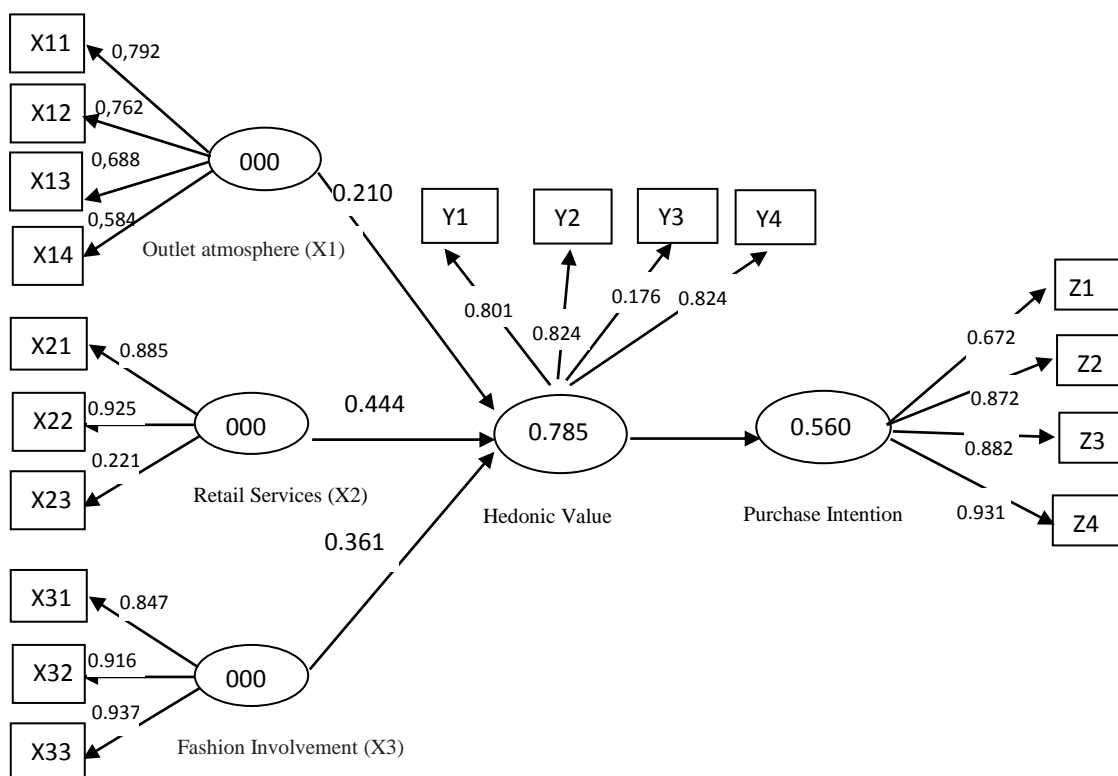 X11
0,792
X12
0,762
X13
0,688
X14
0,584
000
Outlet atmosphere (X1)
0.210
X21
0.885
X22
0.925
X23
0.221
000
Retail Services (X2)
0.444
X31
0.847
X32
0.916
X33
0.937
000
Fashion Involvement (X3)
0.361
Y1
Y2
Y3
Y4
0.801
0.824
0.176
0.824
0.785
Hedonic Value
0.560
Purchase Intention
Z1
0.672
Z2
0.872
Z3
0.882
Z4
0.931